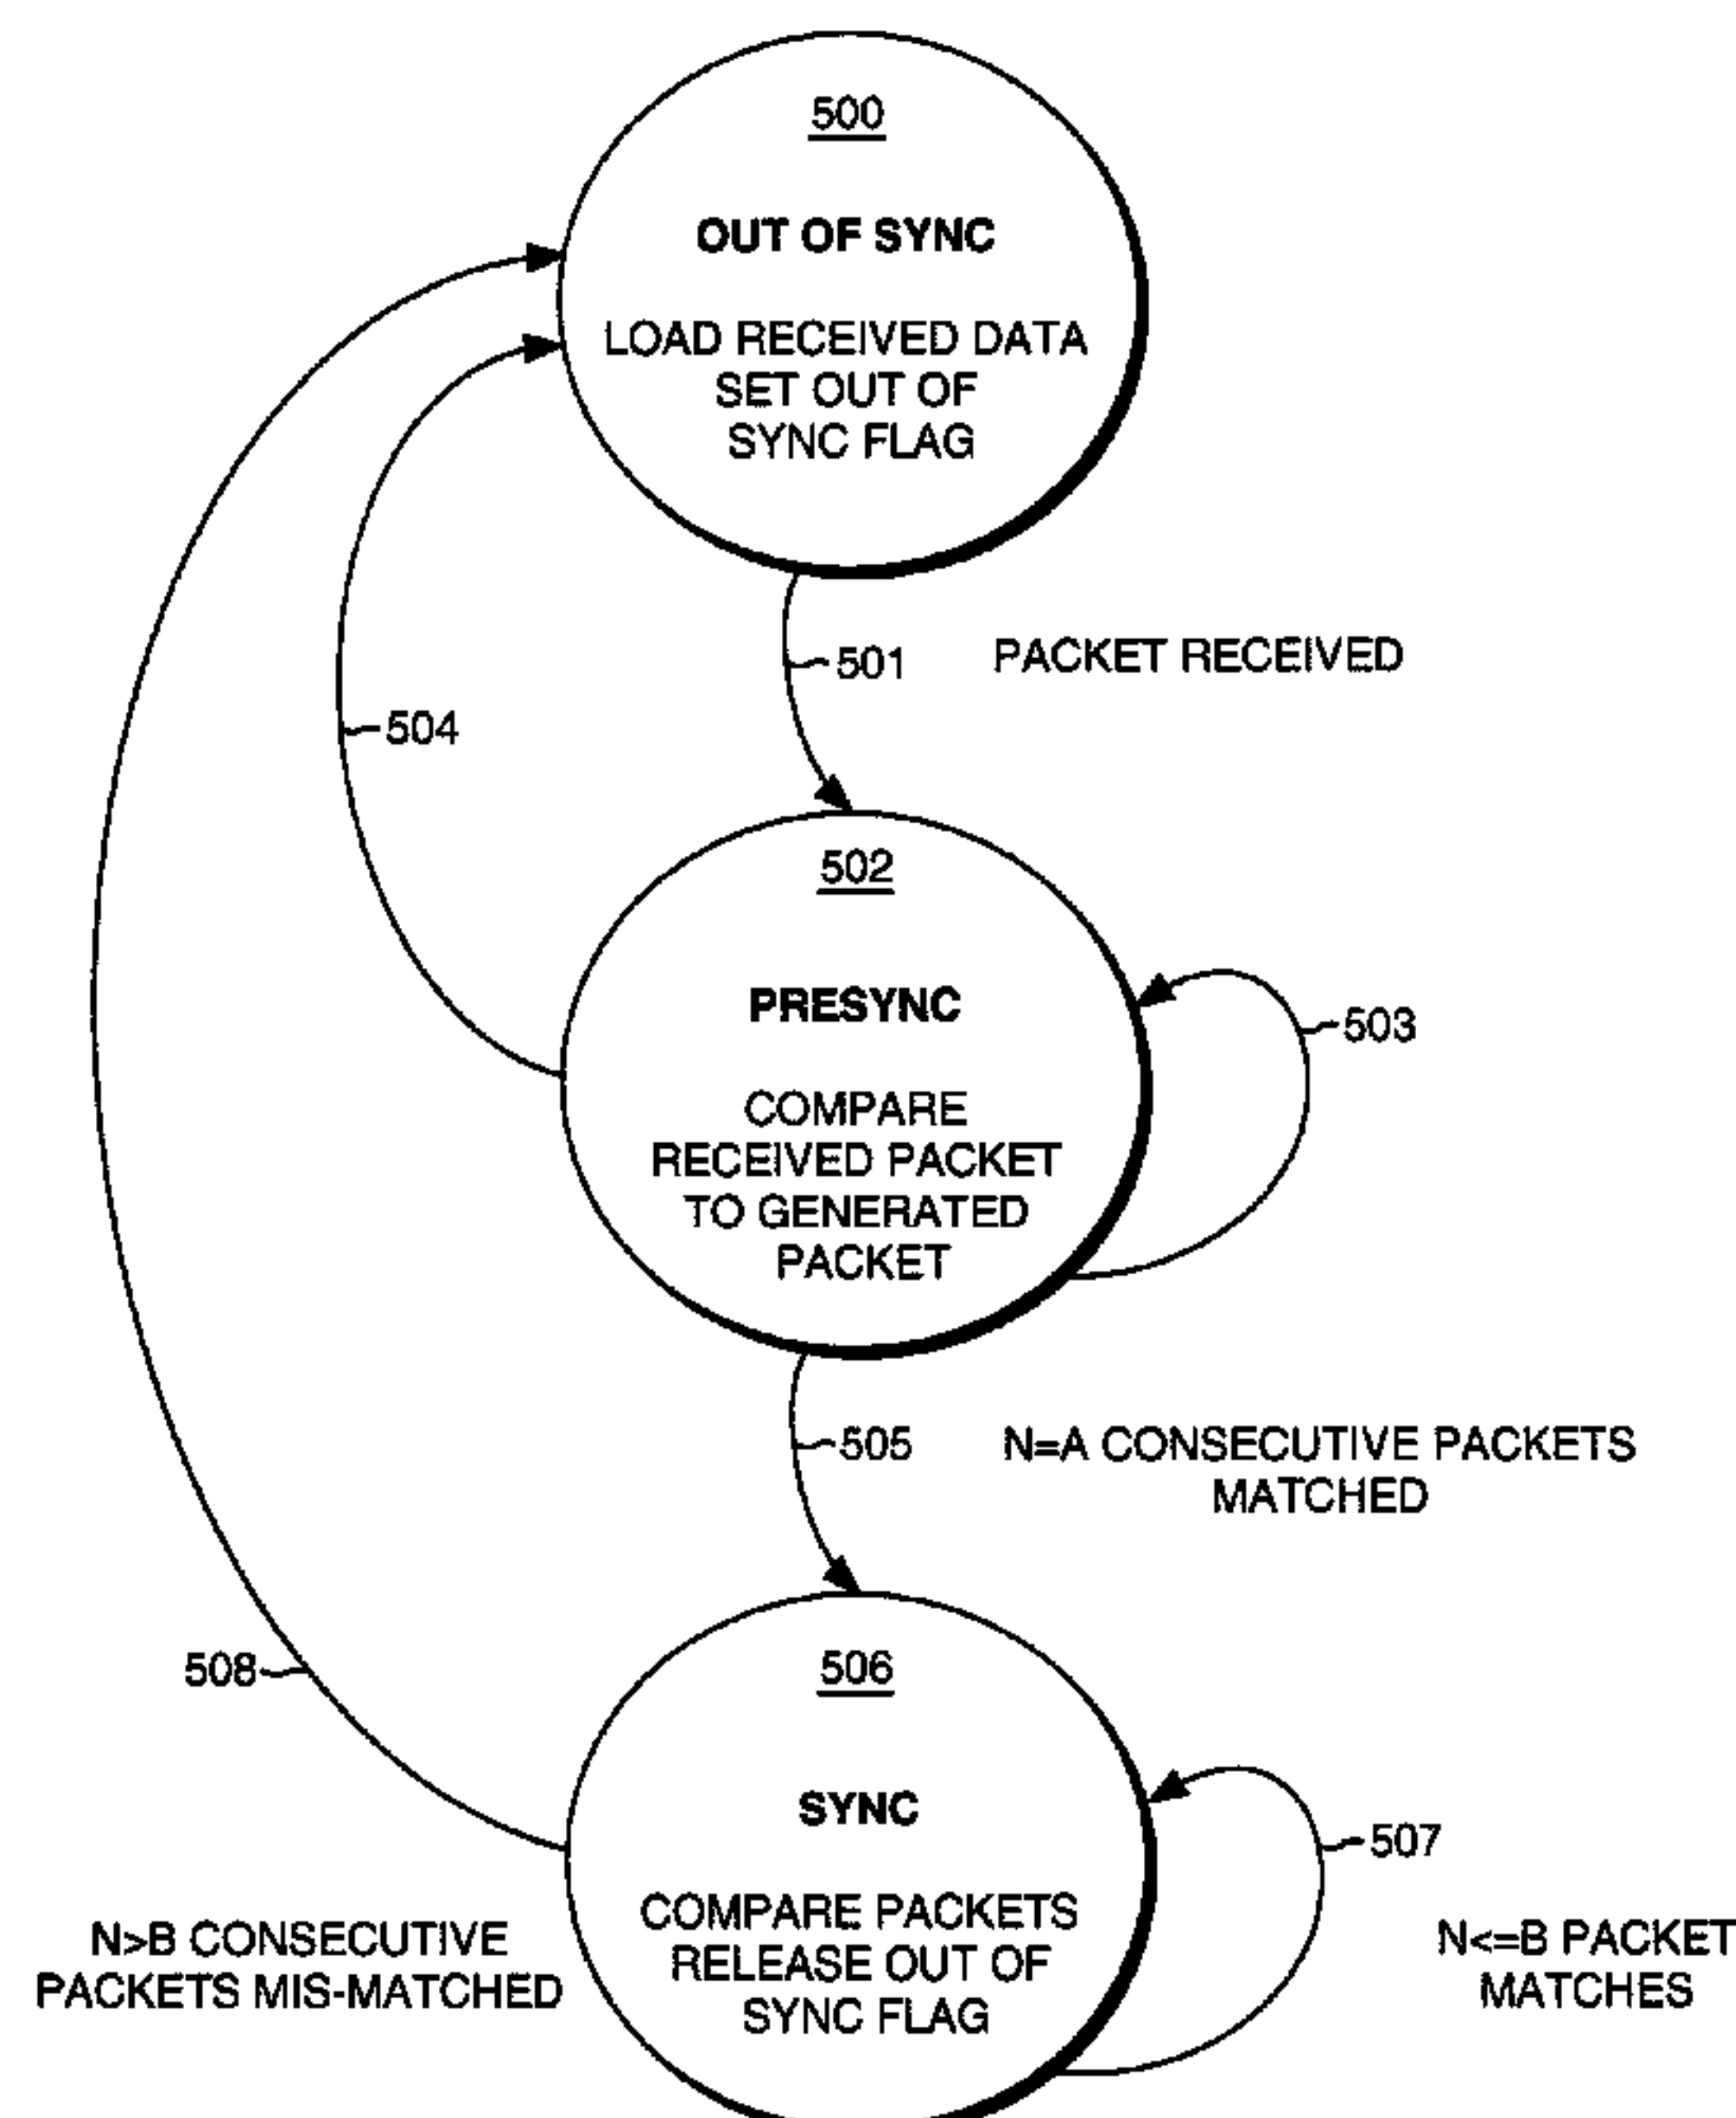 500
OUT OF SYNC
LOAD RECEIVED DATA
SET OUT OF
SYNC FLAG
501
PACKET RECEIVED
504
502
PRESYNC
COMPARE
RECEIVED PACKET
TO GENERATED
PACKET
503
505
N=A CONSECUTIVE PACKETS
MATCHED
508
506
SYNC
COMPARE PACKETS
RELEASE OUT OF
SYNC FLAG
507
N>B CONSECUTIVE
PACKETS MIS-MATCHED
N<=B PACKET
MATCHES